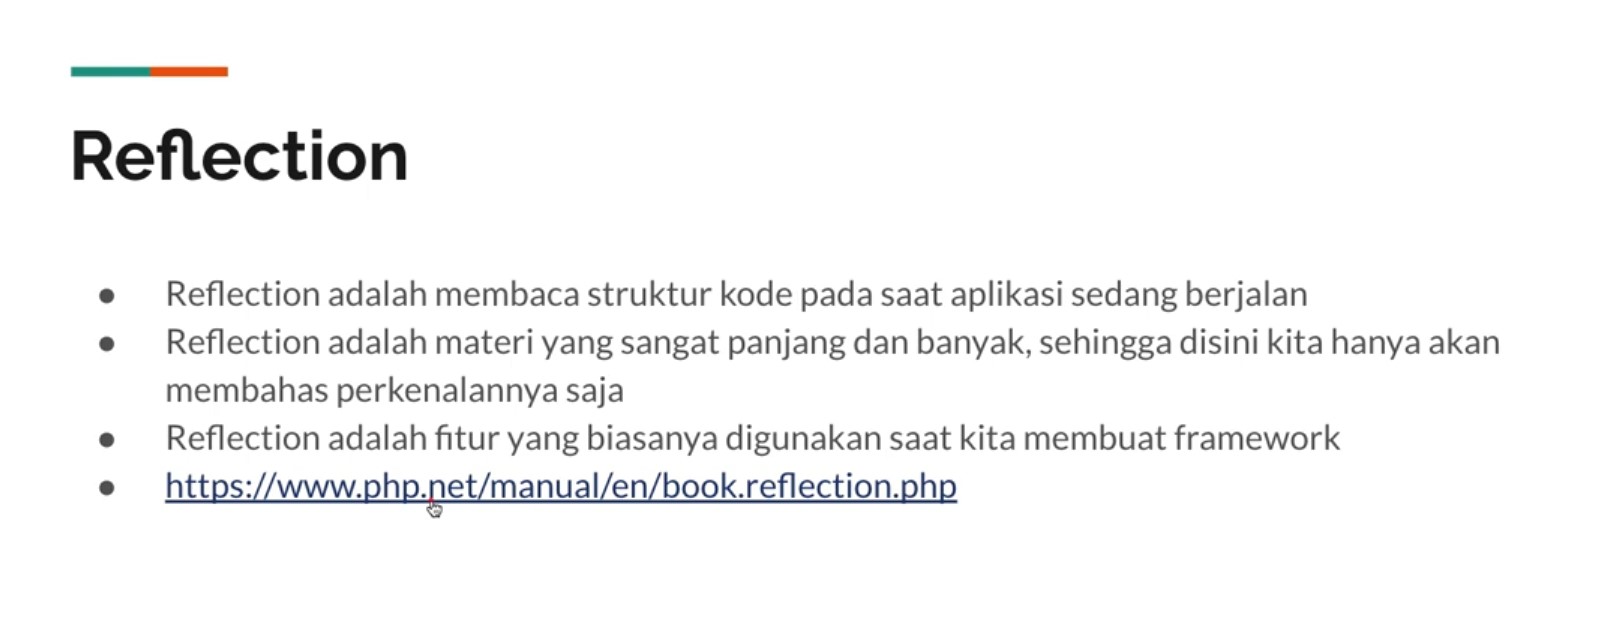 Reflection
● Reflection adalah membaca struktur kode pada saat aplikasi sedang berjalan
● Reflection adalah materi yang sangat panjang dan banyak, sehingga disini kita hanya akan
membahas perkenalannya saja
● Reflection adalah fitur yang biasanya digunakan saat kita membuat framework
● https://www.php.net/manual/en/book.reflection.php